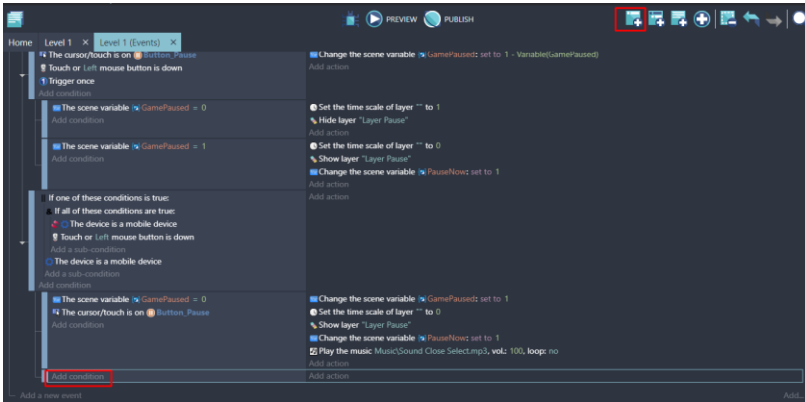 PREVIEW PUBLISH
Home Level 1 × Level 1 (Events) ×
The cursor/touch is on Button_Pause
Change the scene variable GamePaused: set to 1 - Variable(GamePaused)
Touch or Left mouse button is down
Add action
Trigger once
Add condition
The scene variable GamePaused = 0
Set the time scale of layer "" to 1
Add condition
Hide layer "Layer Pause"
Add action
The scene variable GamePaused = 1
Set the time scale of layer "" to 0
Add condition
Show layer "Layer Pause"
Change the scene variable PauseNow: set to 1
Add action
If one of these conditions is true:
Add action
If all of these conditions are true:
The device is a mobile device
Touch or Left mouse button is down
Add a sub-condition
The device is a mobile device
Add a sub-condition
Add condition
The scene variable GamePaused = 0
Change the scene variable GamePaused: set to 1
The cursor/touch is on Button_Pause
Set the time scale of layer "" to 0
Add condition
Show layer "Layer Pause"
Change the scene variable PauseNow: set to 1
Play the music Music\Sound Close Select.mp3, vol.: 100, loop: no
Add action
Add condition
Add action
Add a new event
Add...